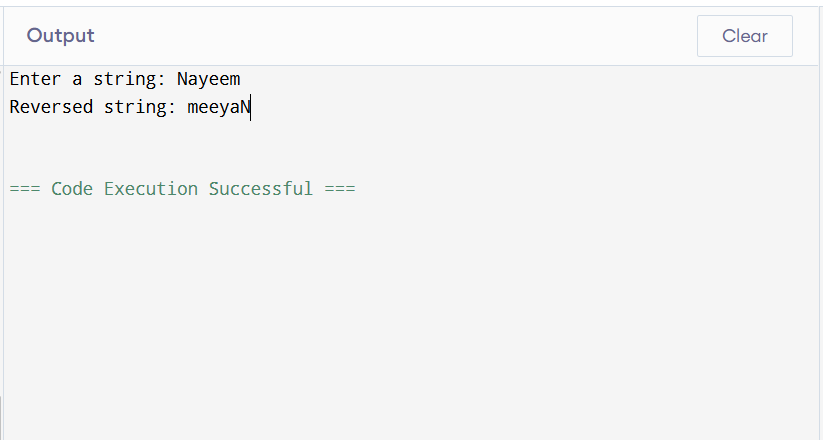 Output
Clear
Enter a string: Nayeem
Reversed string: meeyaN
=== Code Execution Successful ===